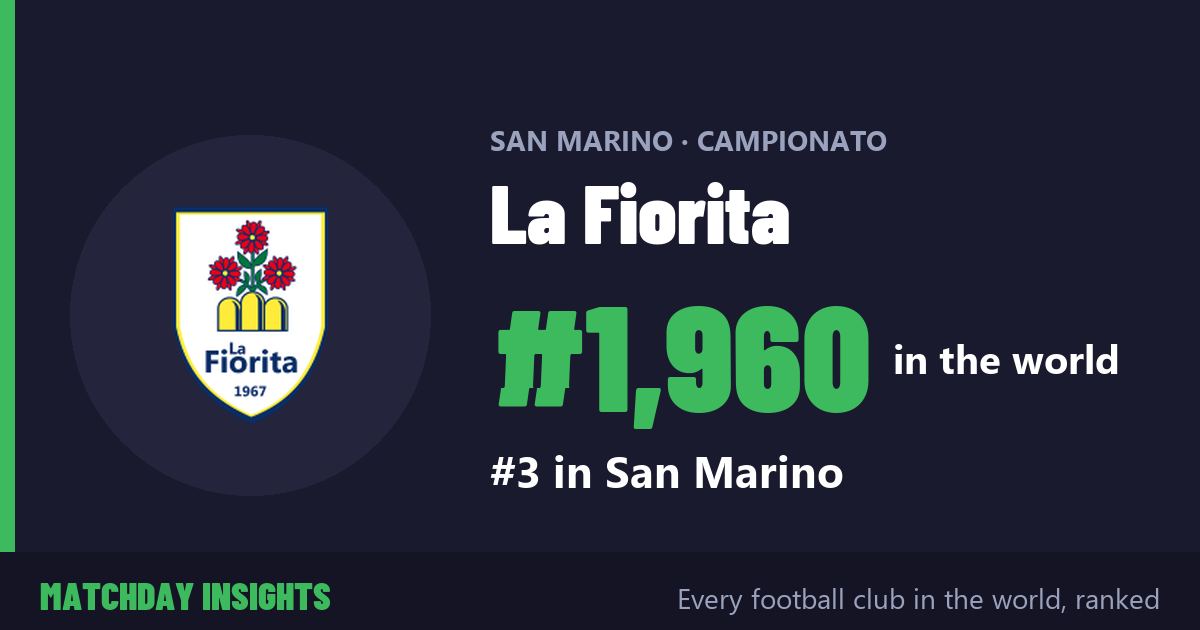 SAN MARINO · CAMPIONATO
La Fiorita
#1,960 in the world
#3 in San Marino
La
Fiorita
1967
MATCHDAY INSIGHTS
Every football club in the world, ranked